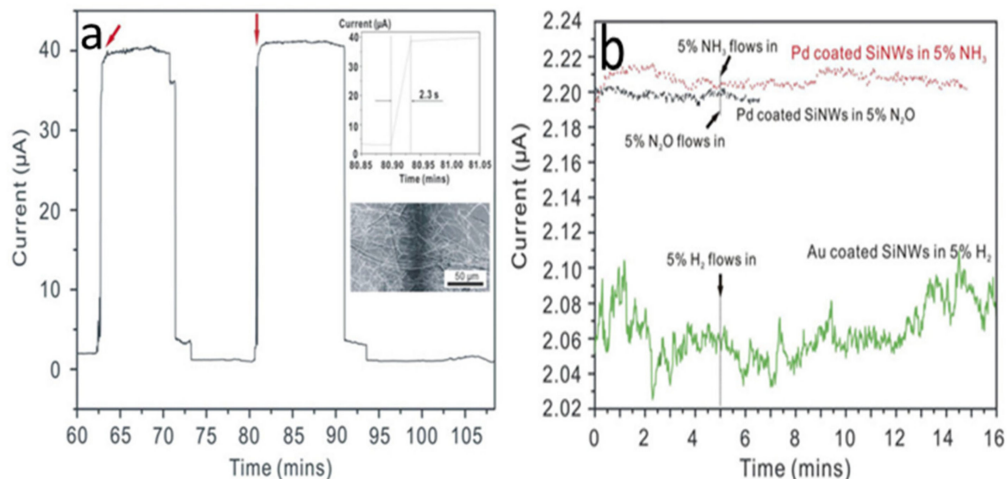 a
Current (µA)
40
30
20
10
0
60 65 70 75 80 85 90 95 100 105
Time (mins)
Current (µA)
40
30
20
10
0
2.3 s
80.85 80.90 80.95 81.00 81.05
Time (mins)
50 µm
b
Current (µA)
2.24
2.22
2.20
2.18
2.16
2.14
2.12
2.10
2.08
2.06
2.04
2.02
0 2 4 6 8 10 12 14 16
Time (mins)
5% NH₃ flows in
Pd coated SiNWs in 5% NH₃
Pd coated SiNWs in 5% N₂O
5% N₂O flows in
5% H₂ flows in
Au coated SiNWs in 5% H₂